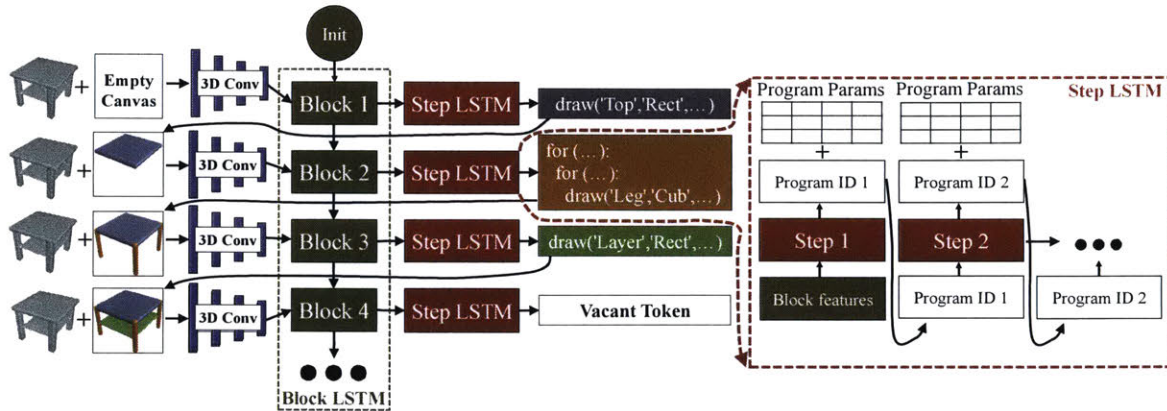 Init
+
Empty
Canvas
3D Conv
Block 1
Step LSTM
draw('Top','Rect',...)
+
3D Conv
Block 2
Step LSTM
for (...):
for (...):
draw('Leg','Cub',...)
+
3D Conv
Block 3
Step LSTM
draw('Layer','Rect',...)
+
3D Conv
Block 4
Step LSTM
Vacant Token
Block LSTM
Step LSTM
Program Params
Program Params
+
+
Program ID 1
Program ID 2
Step 1
Step 2
Block features
Program ID 1
Program ID 2